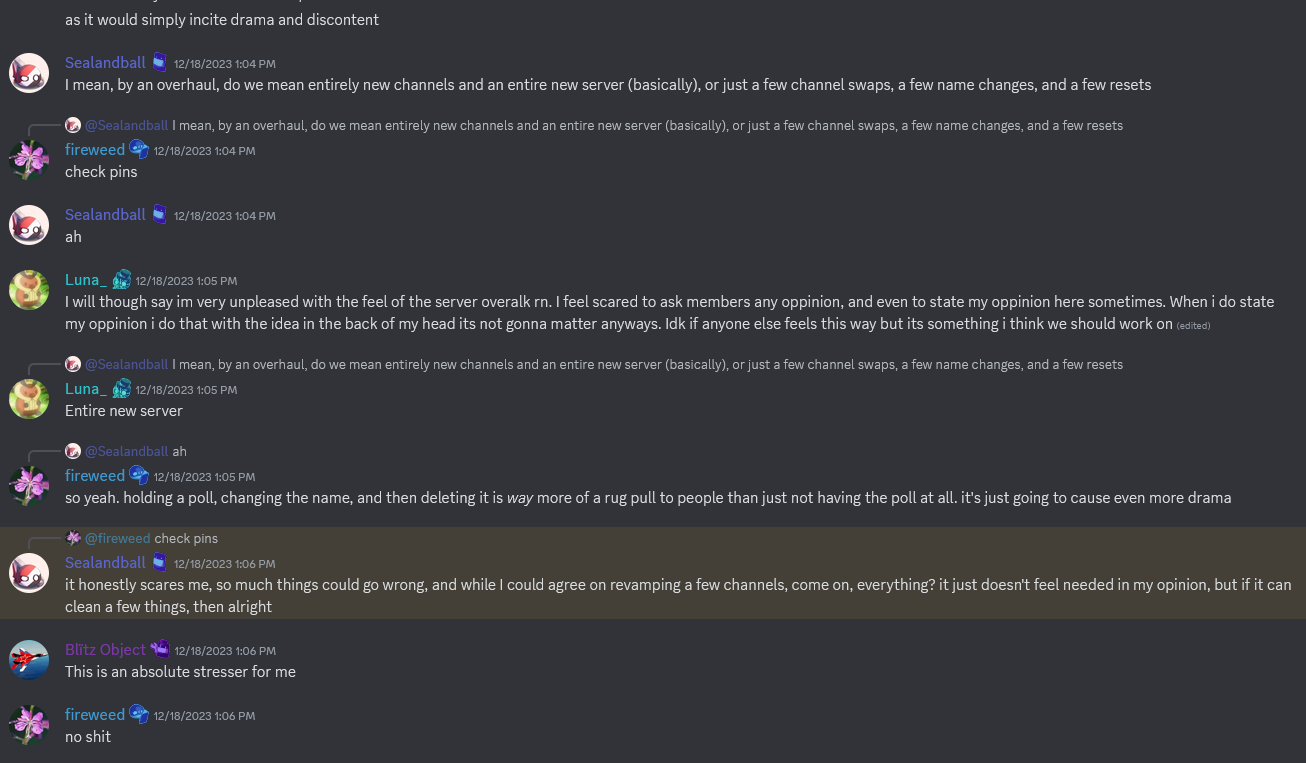 as it would simply incite drama and discontent
Sealandball 12/18/2023 1:04 PM
I mean, by an overhaul, do we mean entirely new channels and an entire new server (basically), or just a few channel swaps, a few name changes, and a few resets
@Sealandball I mean, by an overhaul, do we mean entirely new channels and an entire new server (basically), or just a few channel swaps, a few name changes, and a few resets
fireweed 12/18/2023 1:04 PM
check pins
Sealandball 12/18/2023 1:04 PM
ah
Luna_ 12/18/2023 1:05 PM
I will though say im very unpleased with the feel of the server overalk rn. I feel scared to ask members any oppinion, and even to state my oppinion here sometimes. When i do state
my oppinion i do that with the idea in the back of my head its not gonna matter anyways. Idk if anyone else feels this way but its something i think we should work on (edited)
@Sealandball I mean, by an overhaul, do we mean entirely new channels and an entire new server (basically), or just a few channel swaps, a few name changes, and a few resets
Luna_ 12/18/2023 1:05 PM
Entire new server
@Sealandball ah
fireweed 12/18/2023 1:05 PM
so yeah. holding a poll, changing the name, and then deleting it is way more of a rug pull to people than just not having the poll at all. it's just going to cause even more drama
@fireweed check pins
Sealandball 12/18/2023 1:06 PM
it honestly scares me, so much things could go wrong, and while I could agree on revamping a few channels, come on, everything? it just doesn't feel needed in my opinion, but if it can
clean a few things, then alright
Blïtz Object 12/18/2023 1:06 PM
This is an absolute stresser for me
fireweed 12/18/2023 1:06 PM
no shit